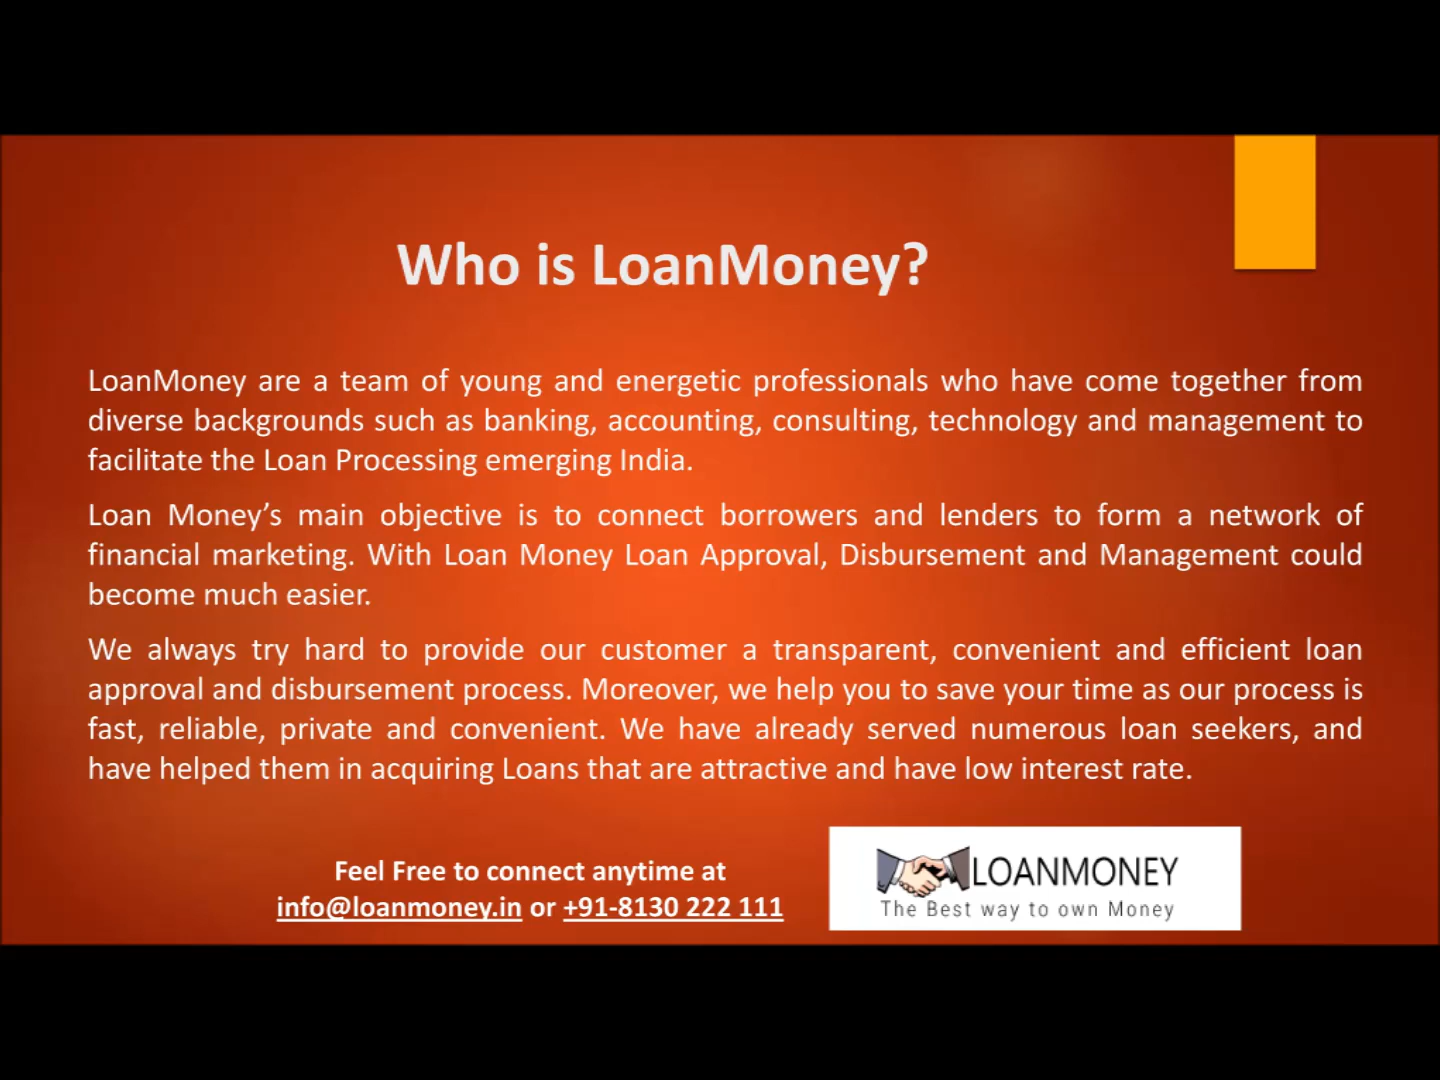 Who is LoanMoney?
LoanMoney are a team of young and energetic professionals who have come together from
diverse backgrounds such as banking, accounting, consulting, technology and management to
facilitate the Loan Processing emerging India.
Loan Money’s main objective is to connect borrowers and lenders to form a network of
financial marketing. With Loan Money Loan Approval, Disbursement and Management could
become much easier.
We always try hard to provide our customer a transparent, convenient and efficient loan
approval and disbursement process. Moreover, we help you to save your time as our process is
fast, reliable, private and convenient. We have already served numerous loan seekers, and
have helped them in acquiring Loans that are attractive and have low interest rate.
Feel Free to connect anytime at
info@loanmoney.in or +91-8130 222 111
LOANMONEY
The Best way to own Money